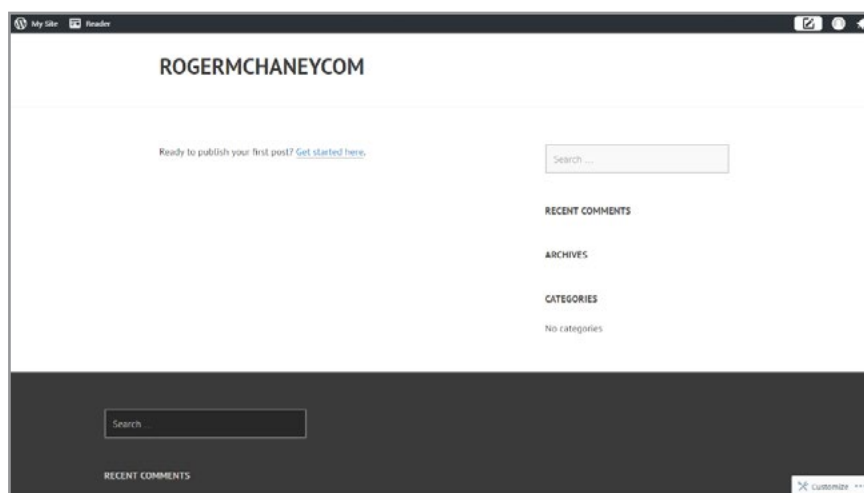 My Site Reader
ROGERMCHANEYCOM
Ready to publish your first post? Get started here.
Search ...
RECENT COMMENTS
ARCHIVES
CATEGORIES
No categories
Search ...
RECENT COMMENTS
Customize ...